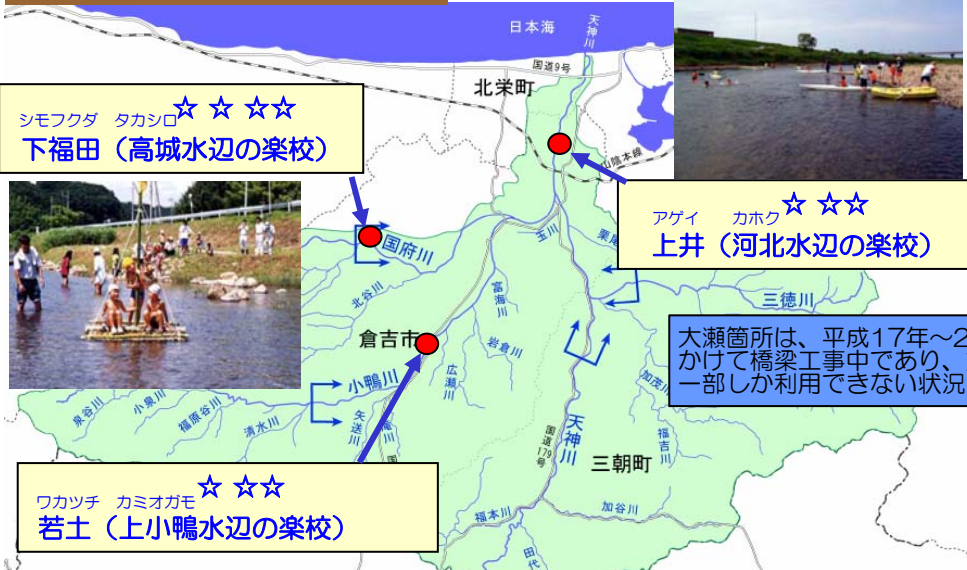 日本海
天神川
国道9号
北栄町
☆ ☆ ☆☆
シモフクダ タカシロ
下福田（高城水辺の楽校）
山陰本線
☆ ☆☆
アゲイ カホク
上井（河北水辺の楽校）
国府川
玉川
栗尾
北谷川
富海川
三徳川
倉吉市
岩倉川
大瀬箇所は、平成17年～2
かけて橋梁工事中であり、
一部しか利用できない状況
小鴨川
広瀬川
加茂川
泉谷川
小泉川
福原谷川
清水川
矢送川
滝川
国
天神川
国道179号
福吉川
三朝町
☆ ☆☆
ワカツチ カミオガモ
若土（上小鴨水辺の楽校）
福本川
加谷川
田代